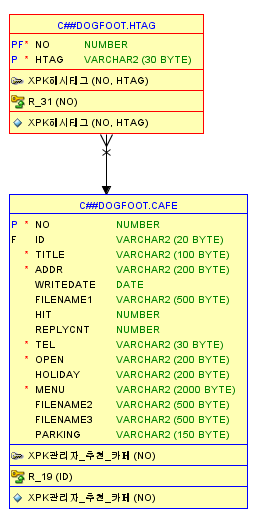 C##DOGFOOT.HTAG
PF* NO NUMBER
P * HTAG VARCHAR2 (30 BYTE)
XPK해시태그 (NO, HTAG)
R_31 (NO)
XPK해시태그 (NO, HTAG)
C##DOGFOOT.CAFE
P * NO NUMBER
F ID VARCHAR2 (20 BYTE)
* TITLE VARCHAR2 (100 BYTE)
* ADDR VARCHAR2 (200 BYTE)
WRITEDATE DATE
FILENAME1 VARCHAR2 (500 BYTE)
HIT NUMBER
REPLYCNT NUMBER
* TEL VARCHAR2 (30 BYTE)
* OPEN VARCHAR2 (200 BYTE)
HOLIDAY VARCHAR2 (200 BYTE)
* MENU VARCHAR2 (2000 BYTE)
FILENAME2 VARCHAR2 (500 BYTE)
FILENAME3 VARCHAR2 (500 BYTE)
PARKING VARCHAR2 (150 BYTE)
XPK관리자_추천_카페 (NO)
R_19 (ID)
XPK관리자_추천_카페 (NO)